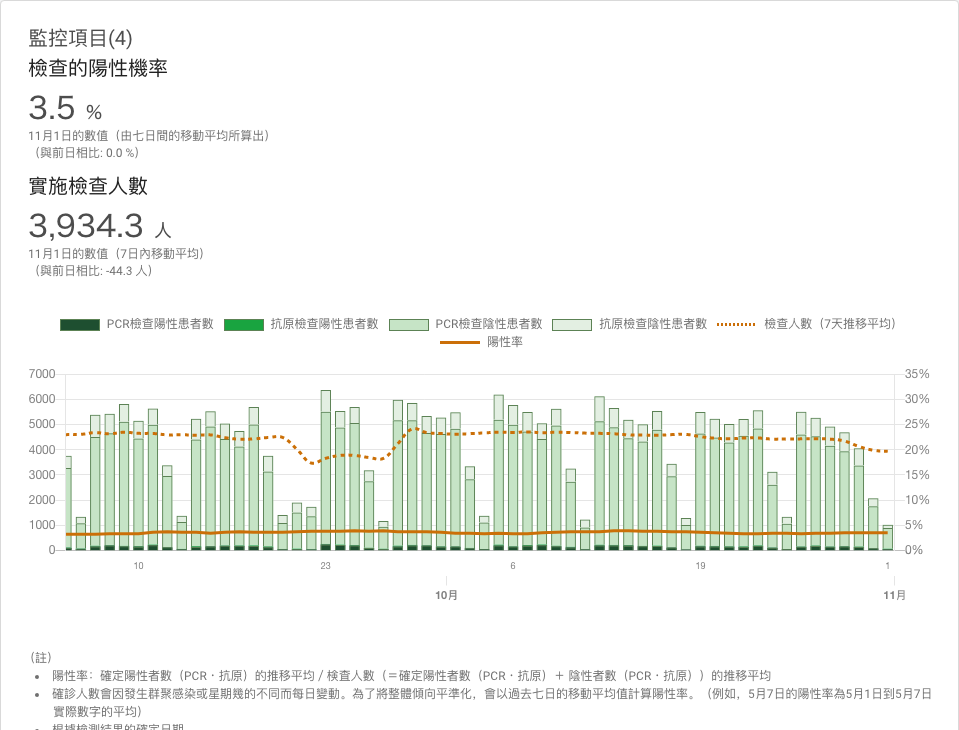 監控項目(4)
檢查的陽性機率
3.5 %
11月1日的數值（由七日間的移動平均所算出）
（與前日相比: 0.0 %）
實施檢查人數
3,934.3 人
11月1日的數值（7日內移動平均）
（與前日相比: -44.3 人）
PCR檢查陽性患者數 抗原檢查陽性患者數 PCR檢查陰性患者數 抗原檢查陰性患者數 檢查人數（7天推移平均）
陽性率
7000 35%
6000 30%
5000 25%
4000 20%
3000 15%
2000 10%
1000 5%
0 0%
10 23 6 19 1
10月 11月
（註）
• 陽性率：確定陽性者數（PCR・抗原）的推移平均 / 檢查人數（＝確定陽性者數（PCR・抗原）＋ 陰性者數（PCR・抗原））的推移平均
• 確診人數會因發生群聚感染或星期幾的不同而每日變動。為了將整體傾向平準化，會以過去七日的移動平均值計算陽性率。（例如，5月7日的陽性率為5月1日到5月7日
實際數字的平均）
• 根據檢測結果的確定日期